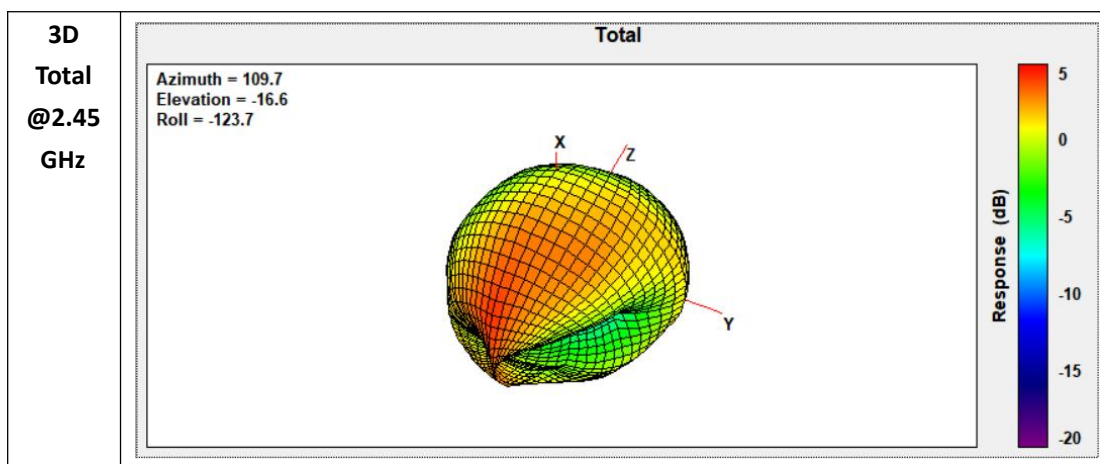 3D
Total
@2.45
GHz
Total
Azimuth = 109.7
Elevation = -16.6
Roll = -123.7
X
Z
Y
5
0
-5
-10
-15
-20
Response (dB)